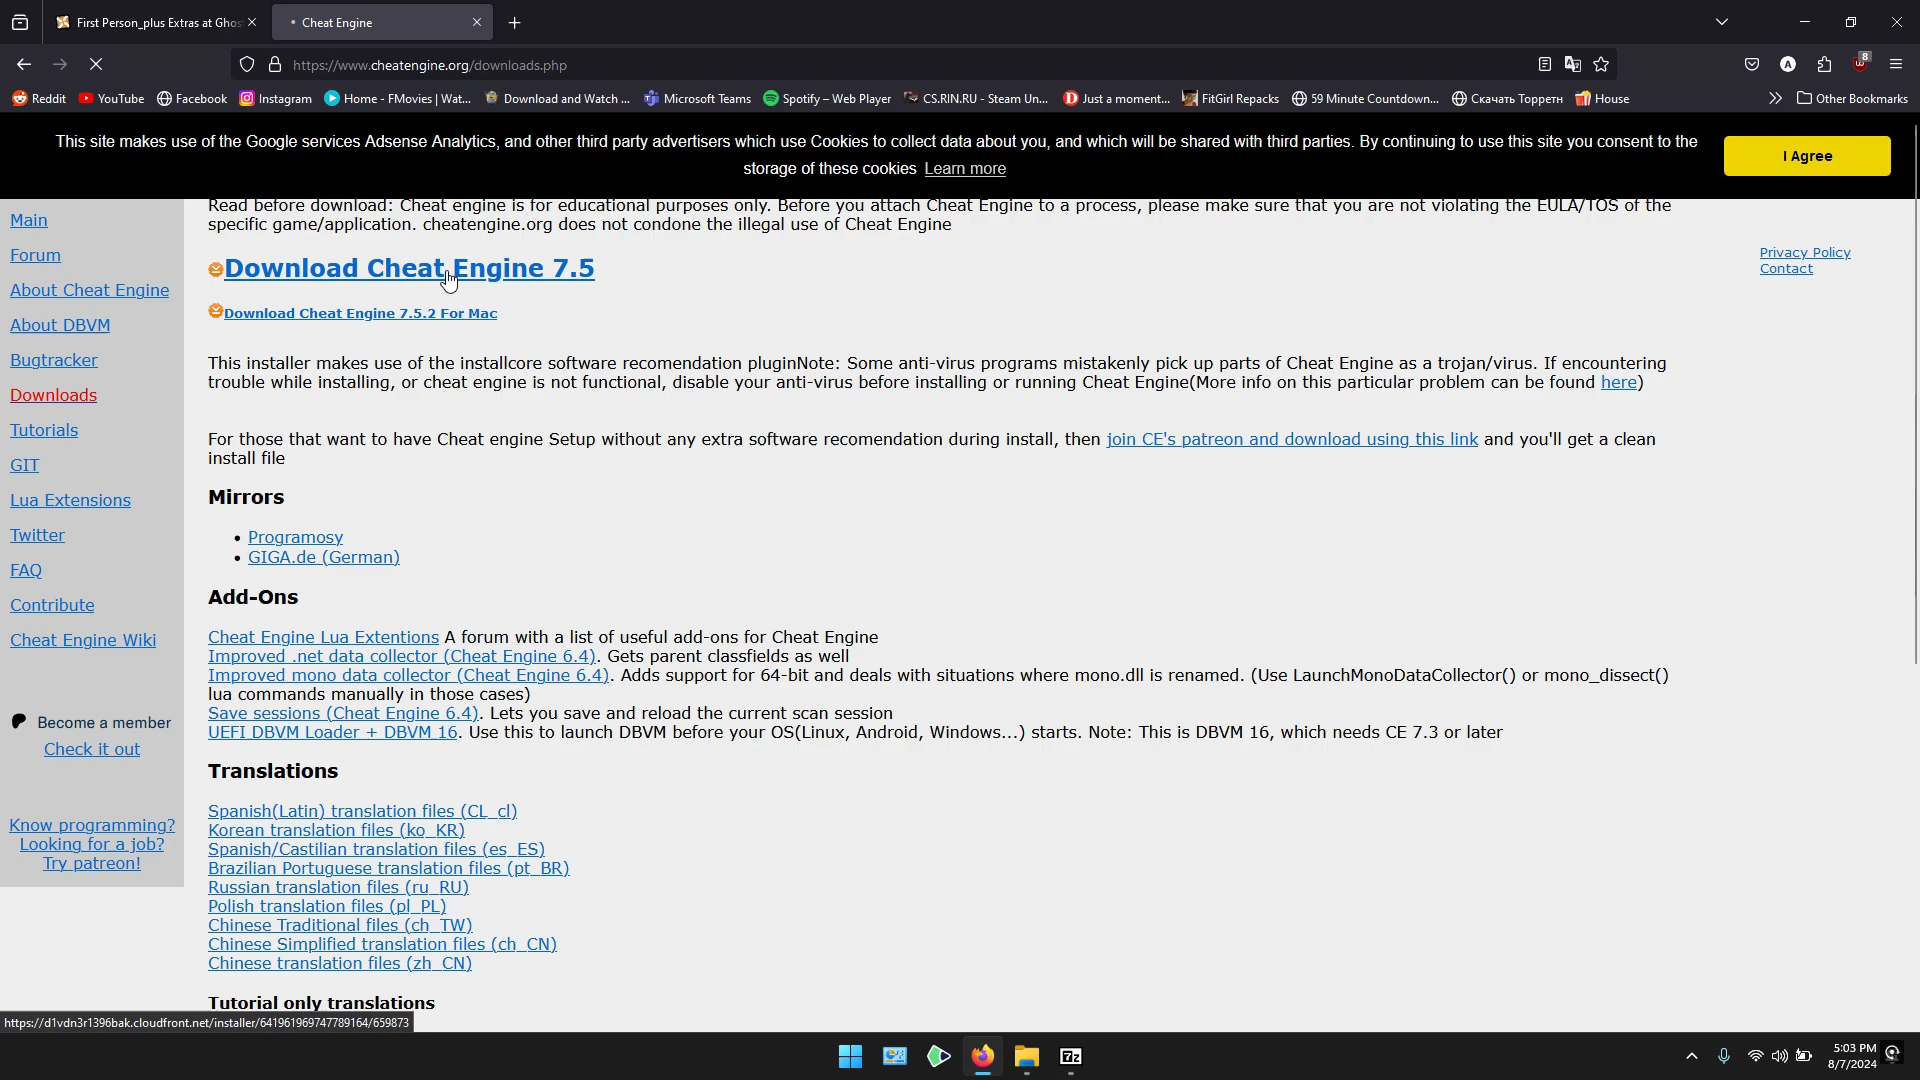 First Person_plus Extras at Ghos
Cheat Engine
https://www.cheatengine.org/downloads.php
8
Reddit
YouTube
Facebook
Instagram
Home - FMovies | Wat...
Download and Watch ...
Microsoft Teams
Spotify – Web Player
CS.RIN.RU - Steam Un...
Just a moment...
FitGirl Repacks
59 Minute Countdown...
Скачать Торретн
House
Other Bookmarks
This site makes use of the Google services Adsense Analytics, and other third party advertisers which use Cookies to collect data about you, and which will be shared with third parties. By continuing to use this site you consent to the
storage of these cookies Learn more
I Agree
Main
Forum
About Cheat Engine
About DBVM
Bugtracker
Downloads
Tutorials
GIT
Lua Extensions
Twitter
FAQ
Contribute
Cheat Engine Wiki
Become a member
Check it out
Know programming?
Looking for a job?
Try patreon!
Read before download: Cheat engine is for educational purposes only. Before you attach Cheat Engine to a process, please make sure that you are not violating the EULA/TOS of the
specific game/application. cheatengine.org does not condone the illegal use of Cheat Engine
Download Cheat Engine 7.5
Download Cheat Engine 7.5.2 For Mac
This installer makes use of the installcore software recomendation pluginNote: Some anti-virus programs mistakenly pick up parts of Cheat Engine as a trojan/virus. If encountering
trouble while installing, or cheat engine is not functional, disable your anti-virus before installing or running Cheat Engine(More info on this particular problem can be found here)
For those that want to have Cheat engine Setup without any extra software recomendation during install, then join CE's patreon and download using this link and you'll get a clean
install file
Mirrors
Programosy
GIGA.de (German)
Add-Ons
Cheat Engine Lua Extentions A forum with a list of useful add-ons for Cheat Engine
Improved .net data collector (Cheat Engine 6.4). Gets parent classfields as well
Improved mono data collector (Cheat Engine 6.4). Adds support for 64-bit and deals with situations where mono.dll is renamed. (Use LaunchMonoDataCollector() or mono_dissect()
lua commands manually in those cases)
Save sessions (Cheat Engine 6.4). Lets you save and reload the current scan session
UEFI DBVM Loader + DBVM 16. Use this to launch DBVM before your OS(Linux, Android, Windows...) starts. Note: This is DBVM 16, which needs CE 7.3 or later
Translations
Spanish(Latin) translation files (CL_cl)
Korean translation files (ko_KR)
Spanish/Castilian translation files (es_ES)
Brazilian Portuguese translation files (pt_BR)
Russian translation files (ru_RU)
Polish translation files (pl_PL)
Chinese Traditional files (ch_TW)
Chinese Simplified translation files (ch_CN)
Chinese translation files (zh_CN)
Tutorial only translations
Privacy Policy
Contact
https://d1vdn3r1396bak.cloudfront.net/installer/641961969747789164/659873
7z
5:03 PM
8/7/2024